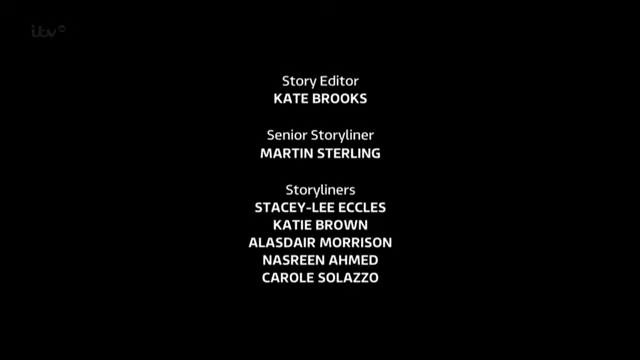 itv
Story Editor
KATE BROOKS
Senior Storyliner
MARTIN STERLING
Storyliners
STACEY-LEE ECCLES
KATIE BROWN
ALASDAIR MORRISON
NASREEN AHMED
CAROLE SOLAZZO